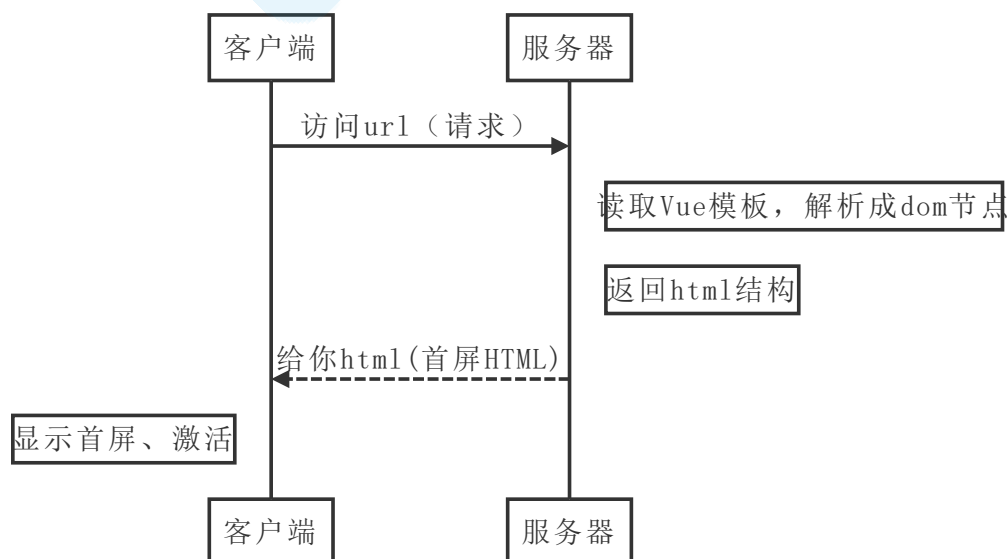 客户端
服务器
访问url（请求）
读取Vue模板，解析成dom节点
返回html结构
给你html(首屏HTML)
显示首屏、激活
客户端
服务器